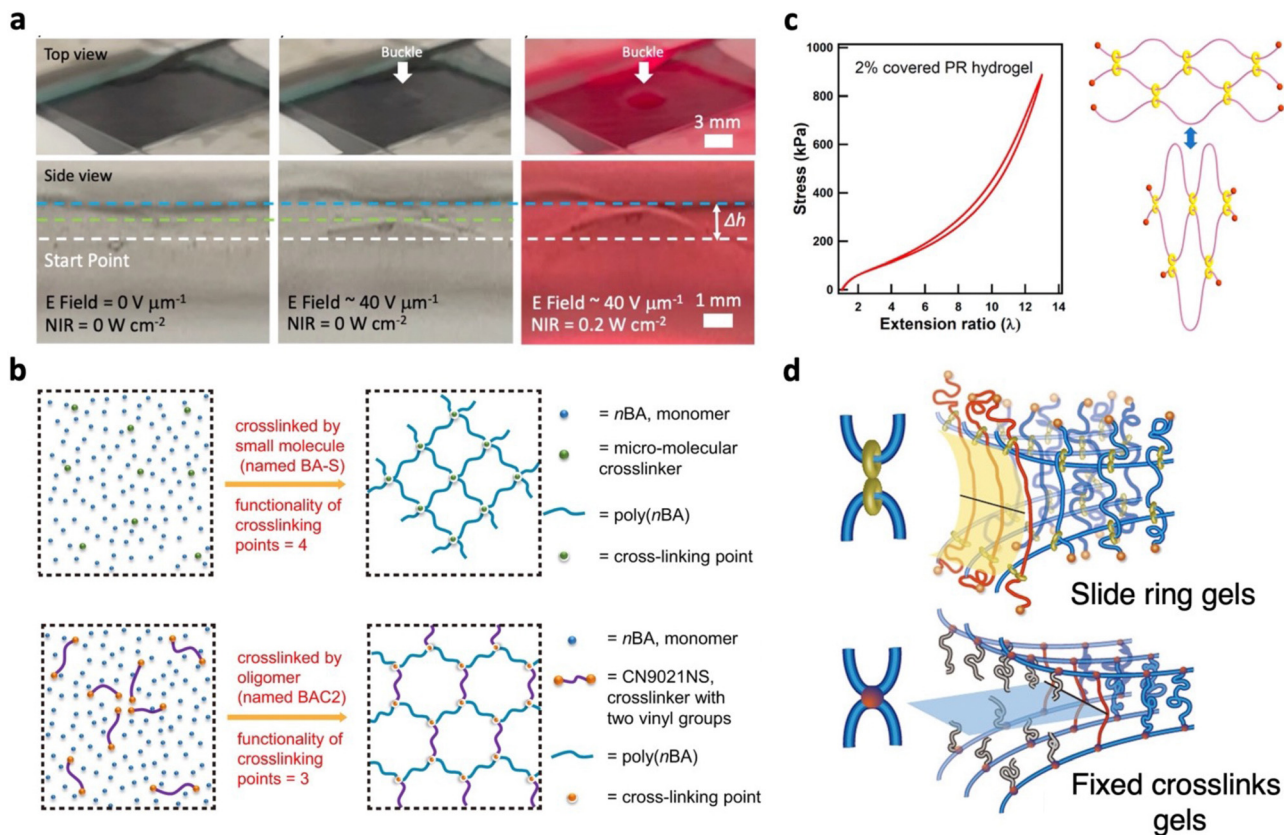 a
Top view
Buckle
Buckle
3 mm
Side view
Δh
Start Point
E Field = 0 V μm⁻¹
NIR = 0 W cm⁻²
E Field ~ 40 V μm⁻¹
NIR = 0 W cm⁻²
E Field ~ 40 V μm⁻¹
NIR = 0.2 W cm⁻²
1 mm
b
crosslinked by
small molecule
(named BA-S)
functionality of
crosslinking
points = 4
= nBA, monomer
= micro-molecular
crosslinker
= poly(nBA)
= cross-linking point
crosslinked by
oligomer
(named BAC2)
functionality of
crosslinking
points = 3
= nBA, monomer
= CN9021NS,
crosslinker with
two vinyl groups
= poly(nBA)
= cross-linking point
c
2% covered PR hydrogel
Stress (kPa)
1000
800
600
400
200
0
2 4 6 8 10 12 14
Extension ratio (λ)
d
Slide ring gels
Fixed crosslinks
gels